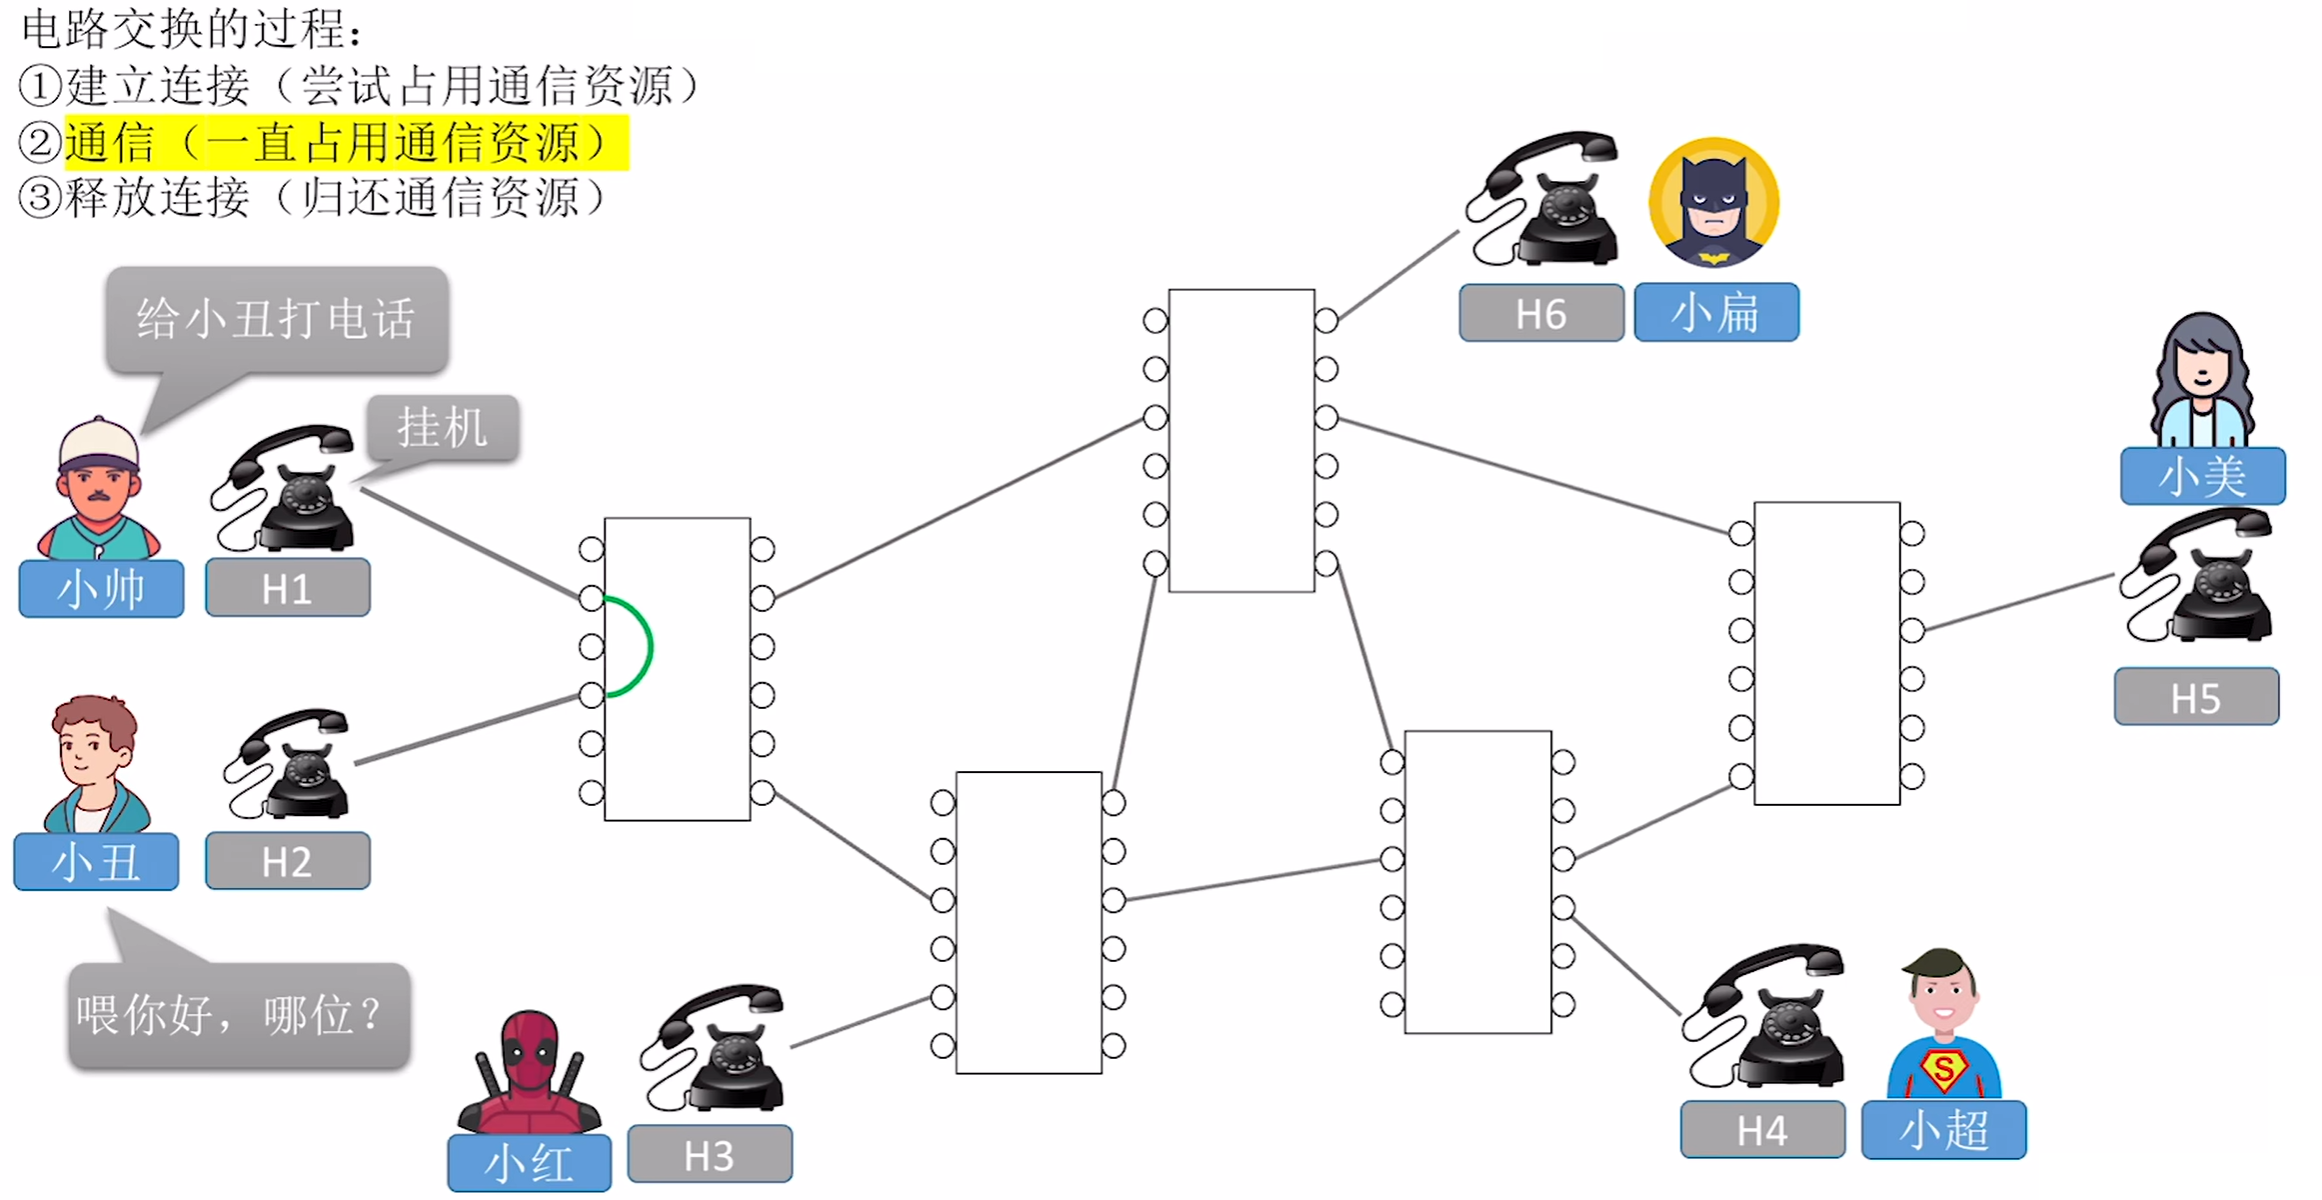 电路交换的过程：
①建立连接（尝试占用通信资源）
②通信（一直占用通信资源）
③释放连接（归还通信资源）
给小丑打电话
挂机
小帅
H1
小丑
H2
喂你好，哪位？
小红
H3
H6
小扁
小美
H5
H4
小超
S